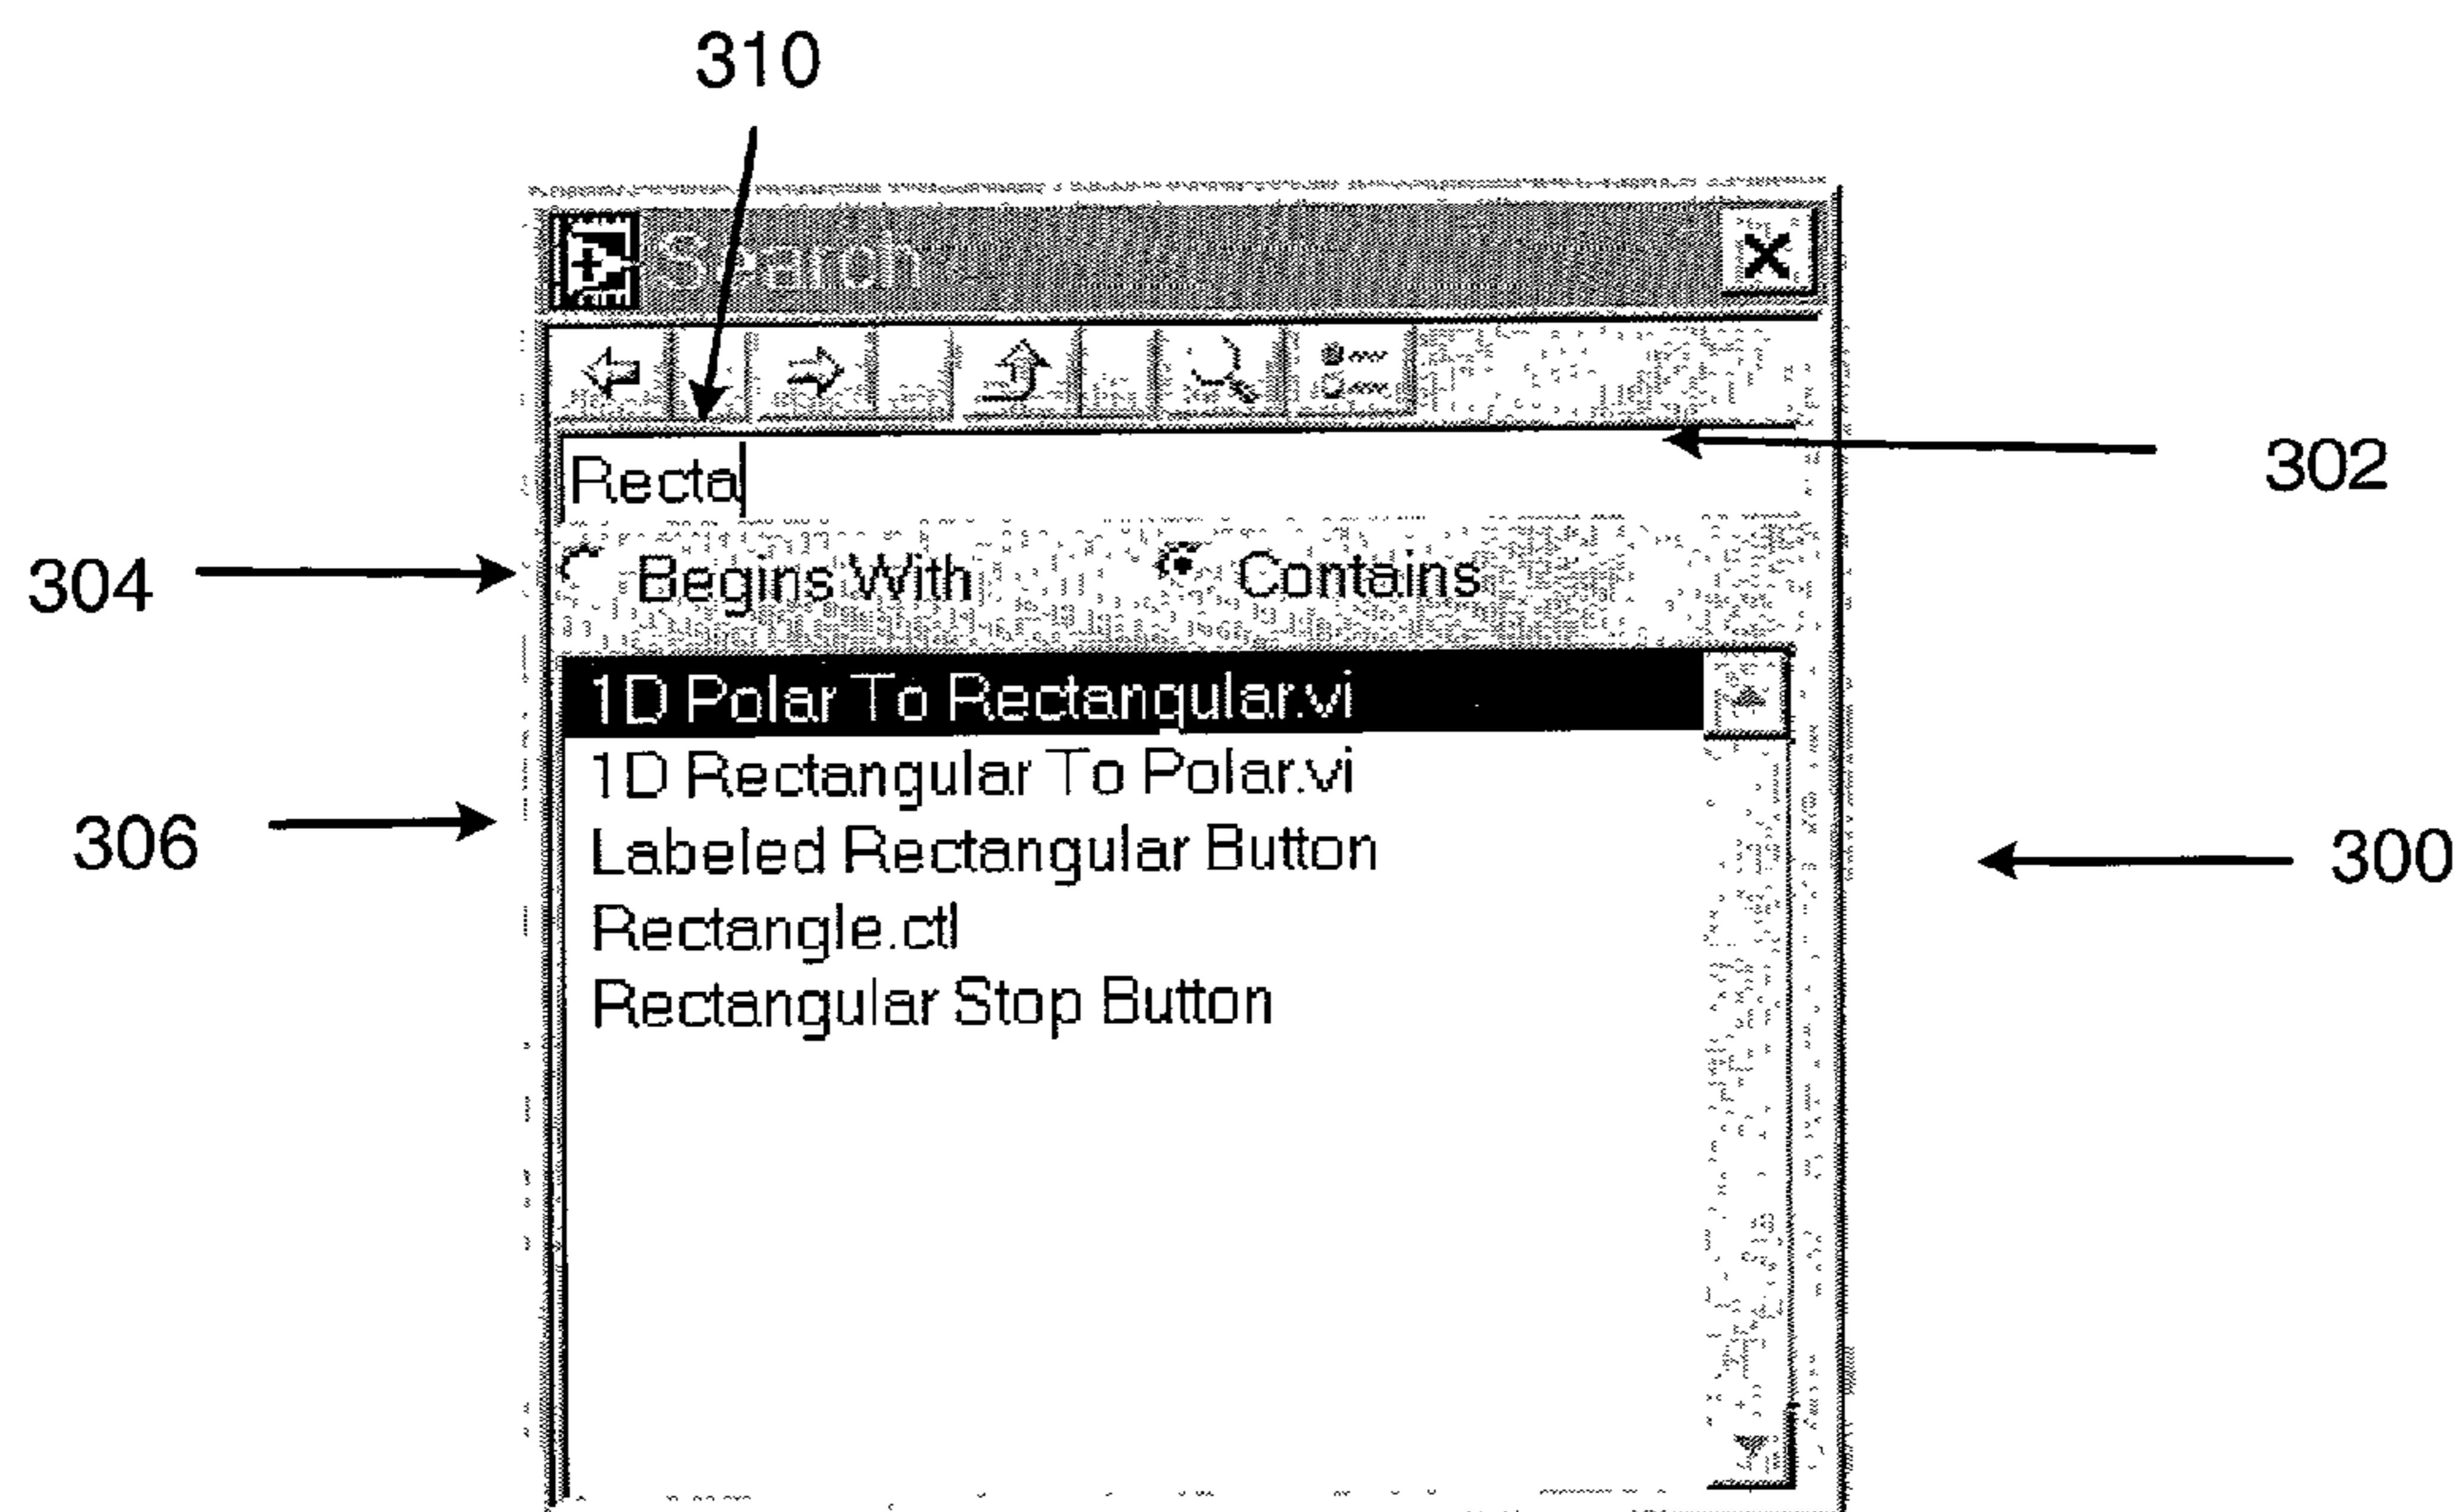 310
Search
302
Recta
304
Begins With Contains
1D Polar To Rectangular.vi
1D Rectangular To Polar.vi
306
Labeled Rectangular Button
300
Rectangle.ctl
Rectangular Stop Button